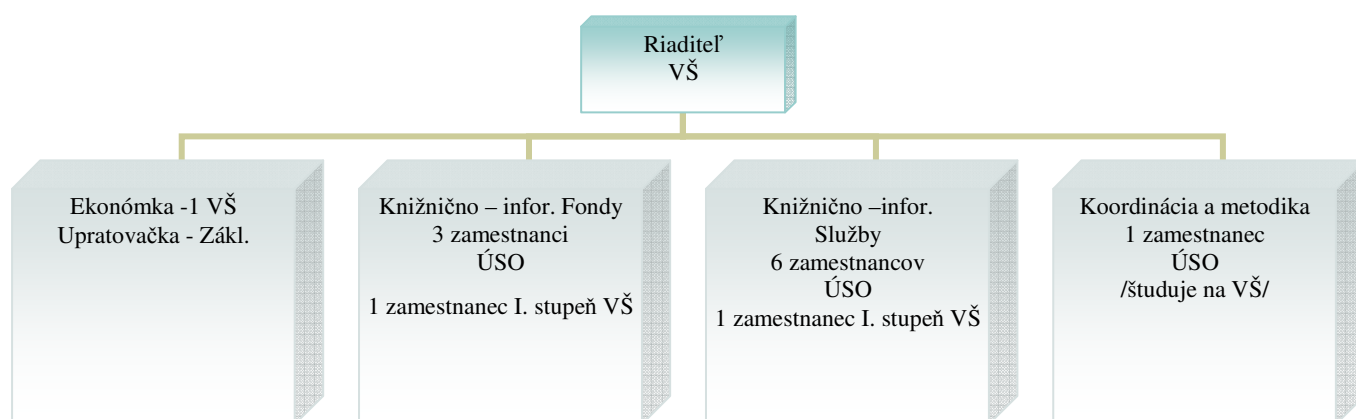 Riaditeľ
VŠ
Ekonómka -1 VŠ
Upratovačka - Zákl.
Knižnično – infor. Fondy
3 zamestnanci
ÚSO
1 zamestnanec I. stupeň VŠ
Knižnično –infor.
Služby
6 zamestnancov
ÚSO
1 zamestnanec I. stupeň VŠ
Koordinácia a metodika
1 zamestnanec
ÚSO
/študuje na VŠ/